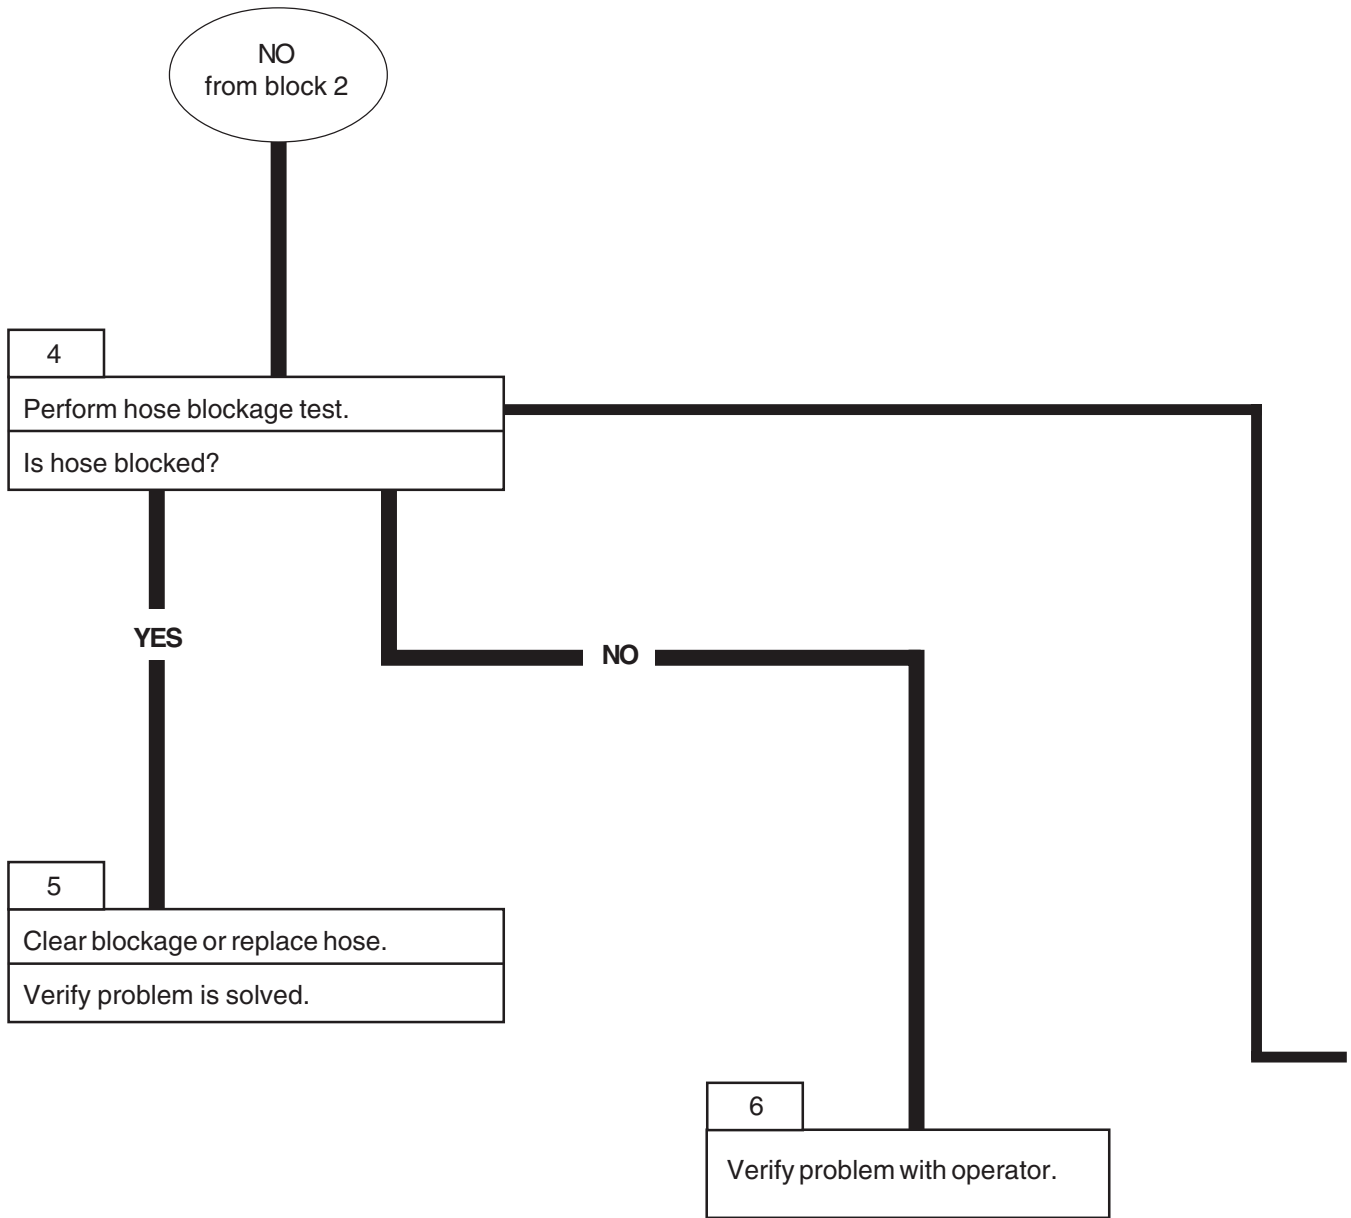 NO
from block 2
4
Perform hose blockage test.
Is hose blocked?
YES
NO
5
Clear blockage or replace hose.
Verify problem is solved.
6
Verify problem with operator.